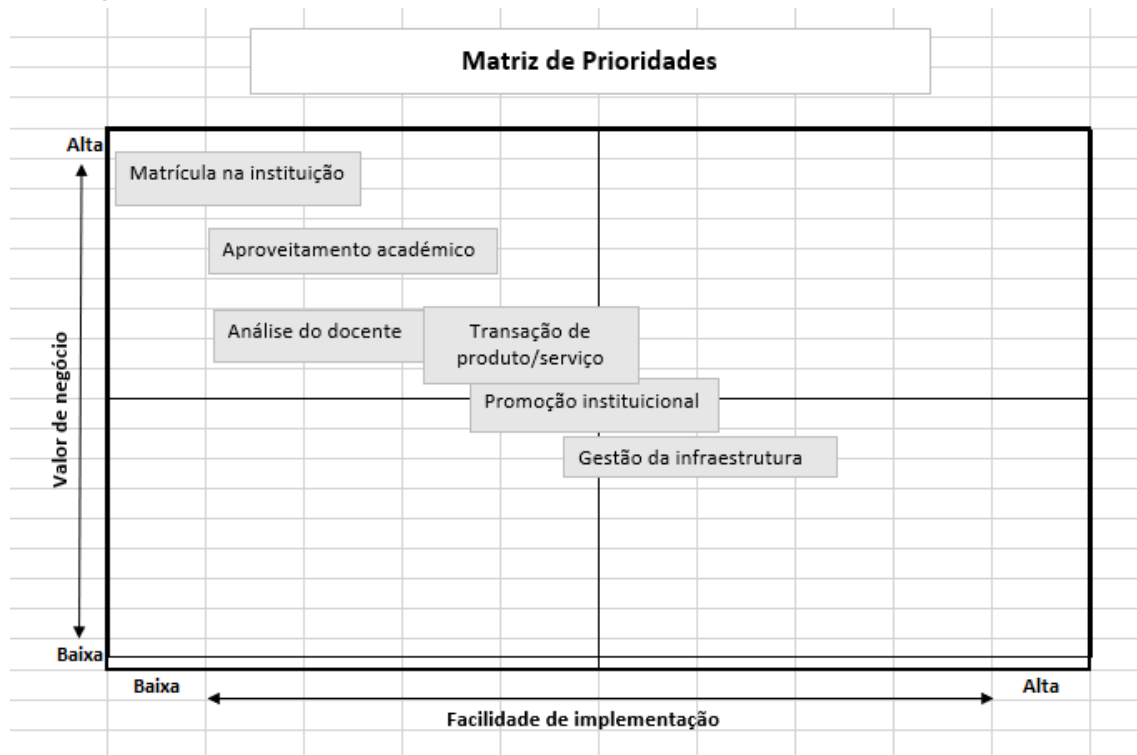 Matriz de Prioridades
Alta
Matrícula na instituição
Aproveitamento académico
Análise do docente
Transação de
produto/serviço
Promoção instituicional
Gestão da infraestrutura
Valor de negócio
Baixa
Baixa
Alta
Facilidade de implementação